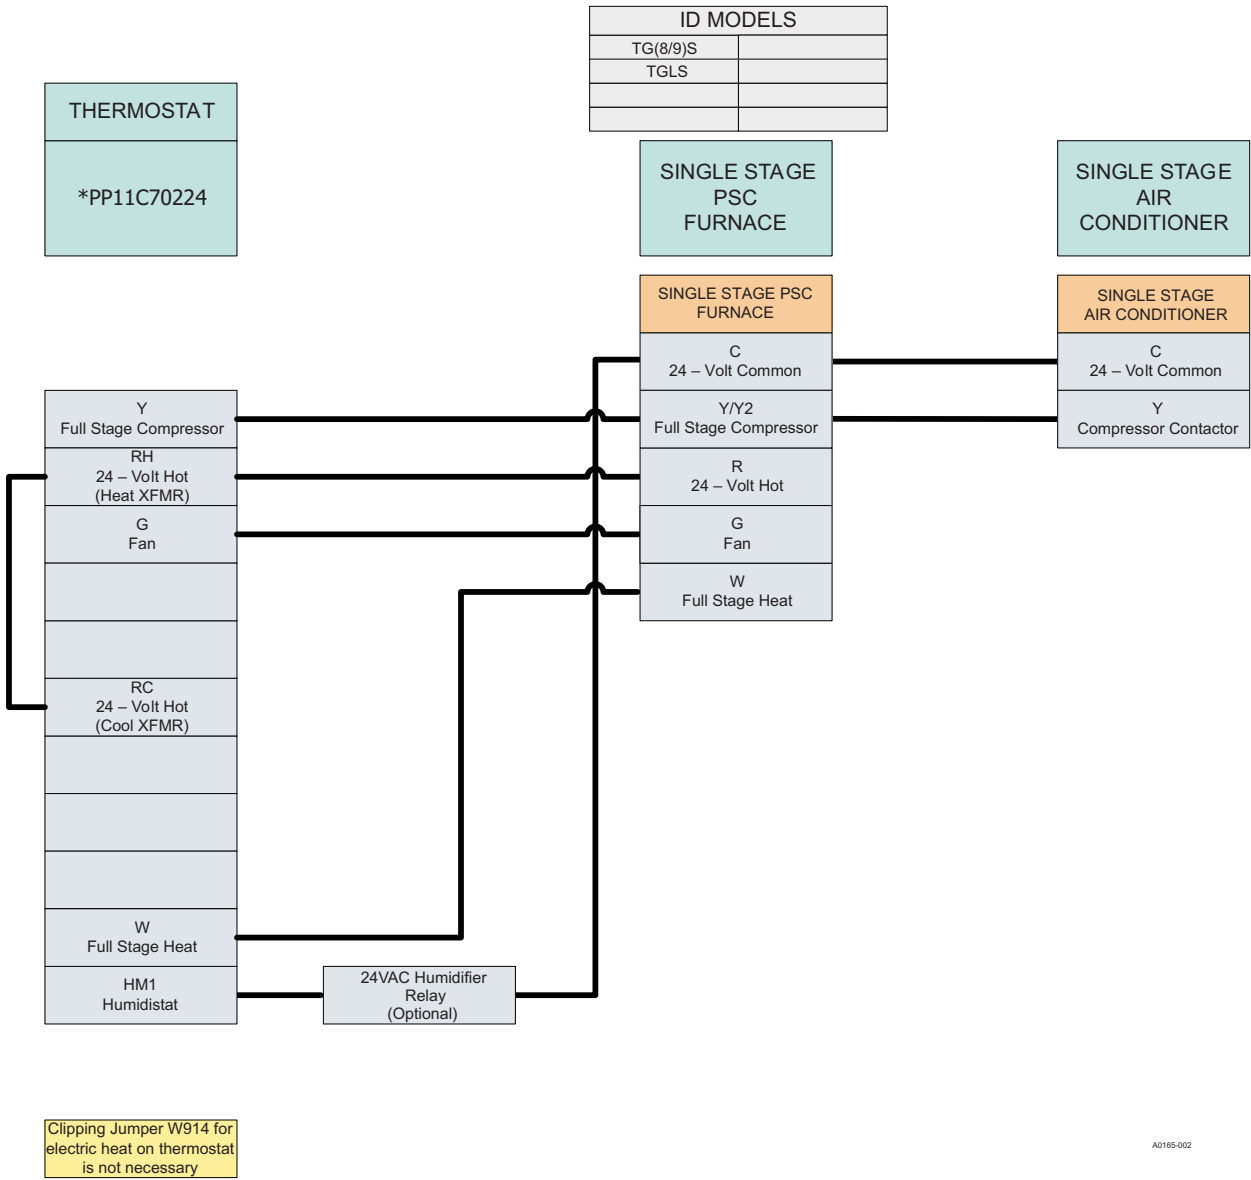 ID MODELS
TG(8/9)S
TGLS
THERMOSTAT
*PP11C70224
SINGLE STAGE
PSC
FURNACE
SINGLE STAGE
AIR
CONDITIONER
SINGLE STAGE PSC
FURNACE
C
24 – Volt Common
Y/Y2
Full Stage Compressor
R
24 – Volt Hot
G
Fan
W
Full Stage Heat
SINGLE STAGE
AIR CONDITIONER
C
24 – Volt Common
Y
Compressor Contactor
Y
Full Stage Compressor
RH
24 – Volt Hot
(Heat XFMR)
G
Fan
RC
24 – Volt Hot
(Cool XFMR)
W
Full Stage Heat
HM1
Humidistat
24VAC Humidifier
Relay
(Optional)
Clipping Jumper W914 for
electric heat on thermostat
is not necessary
A0165-002